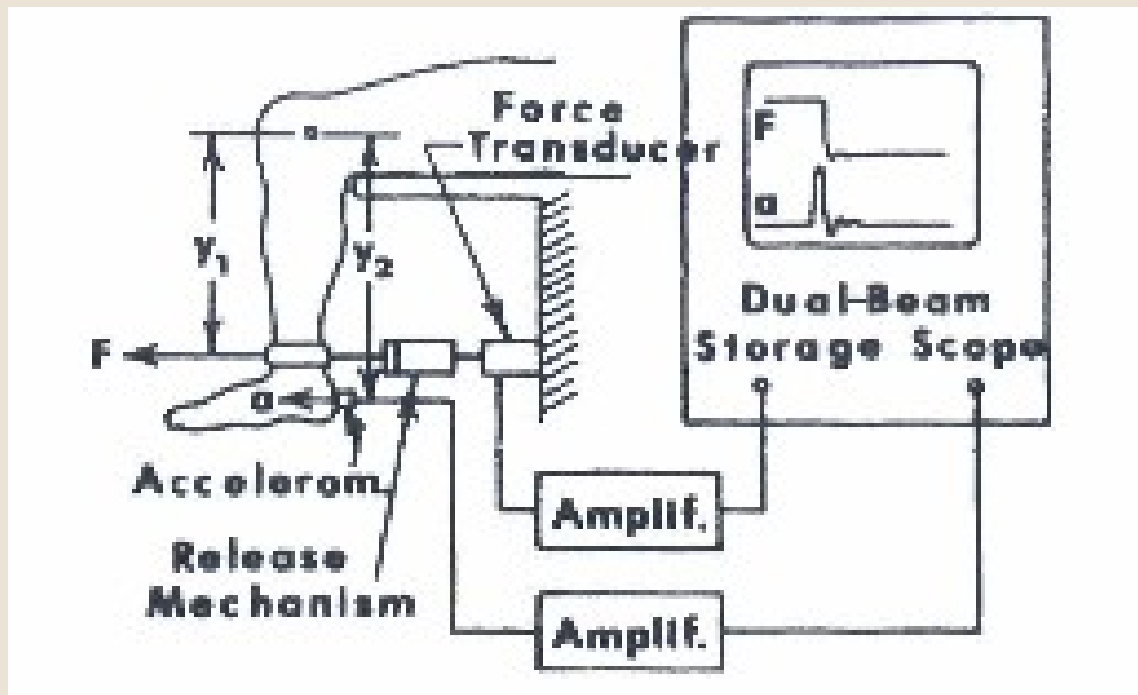 Force
Transducer
F
a
y1
y2
F
a
Dual-Beam
Storage Scope
Accelerom.
Release
Mechanism
Amplif.
Amplif.